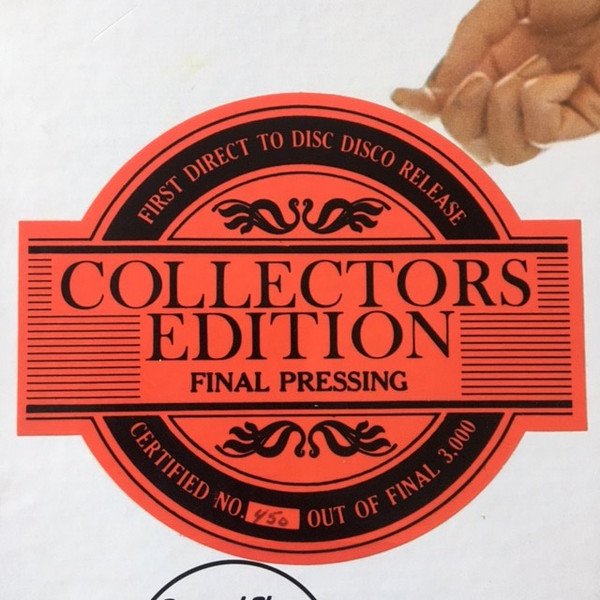 FIRST DIRECT TO DISC DISCO RELEASE
COLLECTORS
EDITION
FINAL PRESSING
CERTIFIED NO. 450 OUT OF FINAL 3,000